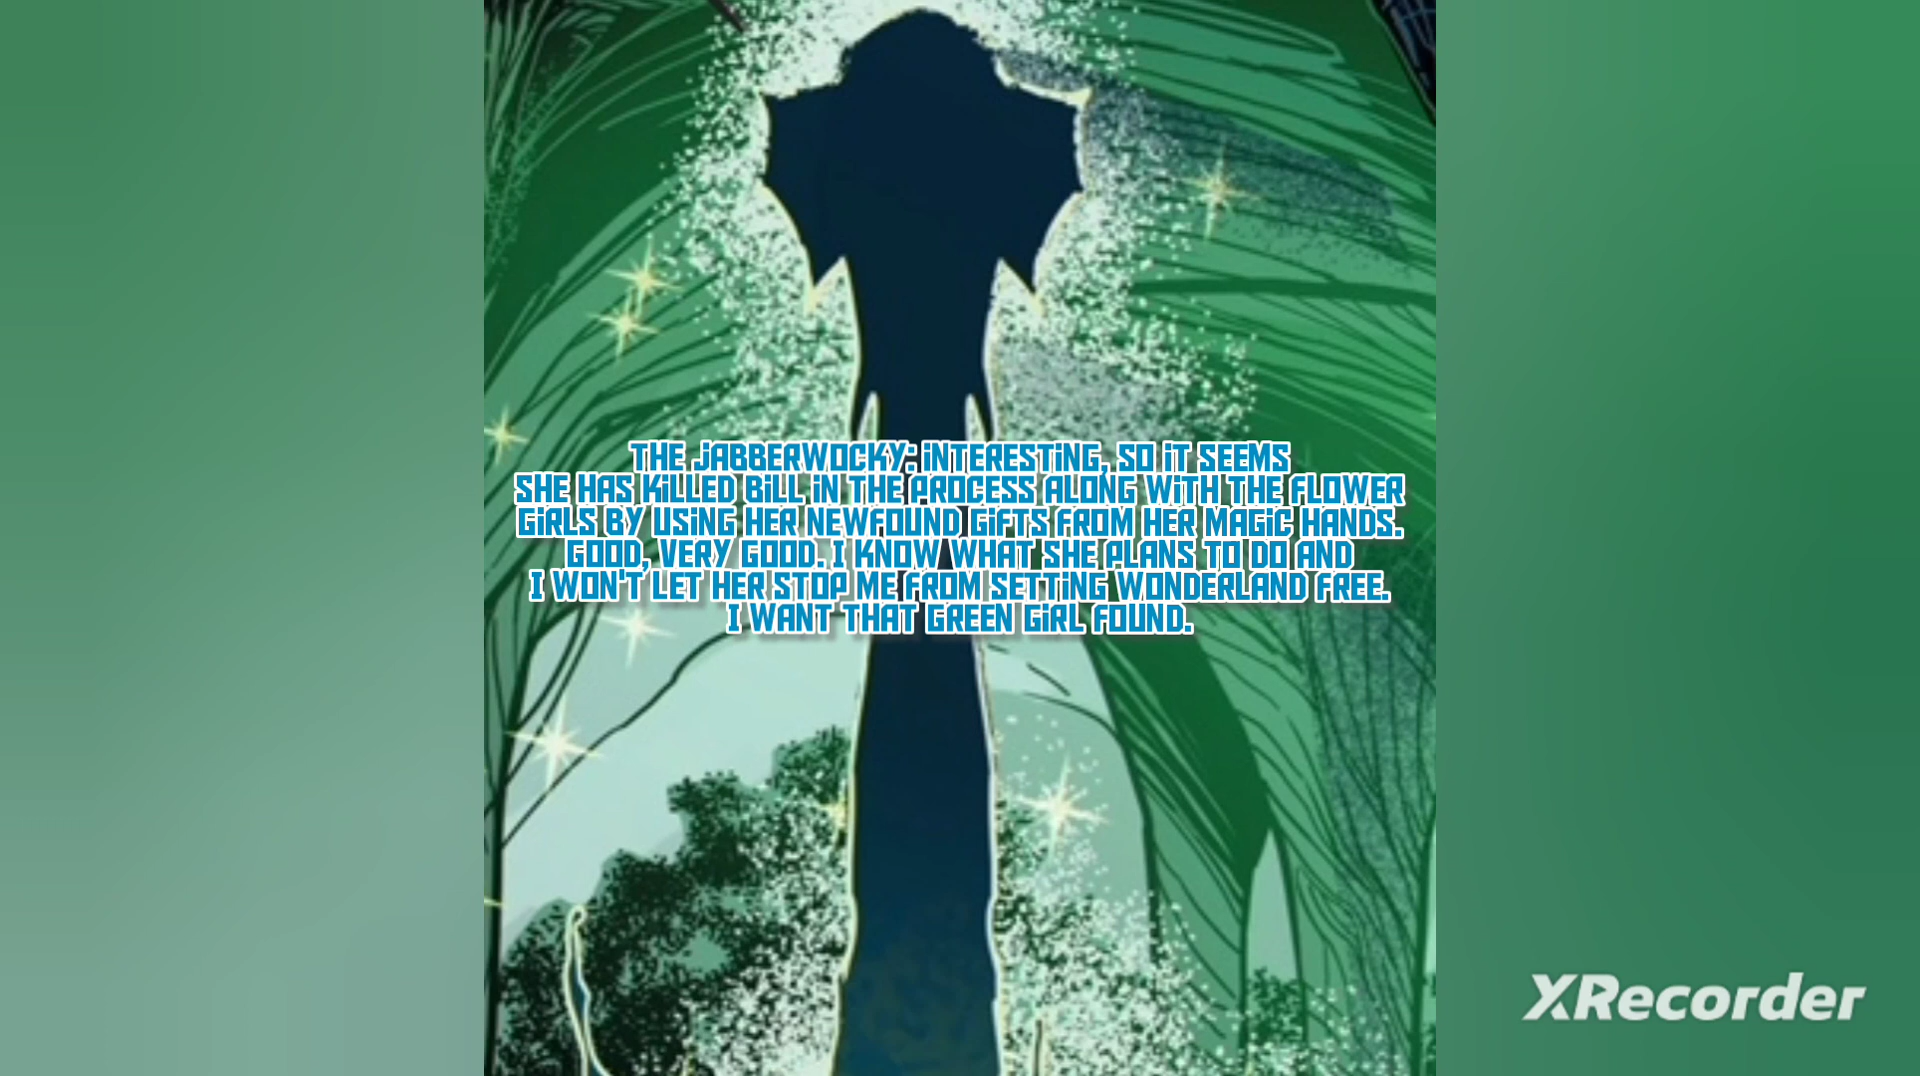 THE JABBERWOCKY: INTERESTING, SO IT SEEMS
SHE HAS KILLED BILL IN THE PROCESS ALONG WITH THE FLOWER
GIRLS BY USING HER NEWFOUND GIFTS FROM HER MAGIC HANDS.
GOOD, VERY GOOD. I KNOW WHAT SHE PLANS TO DO AND
I WON'T LET HER STOP ME FROM SETTING WONDERLAND FREE.
I WANT THAT GREEN GIRL FOUND.
XRecorder